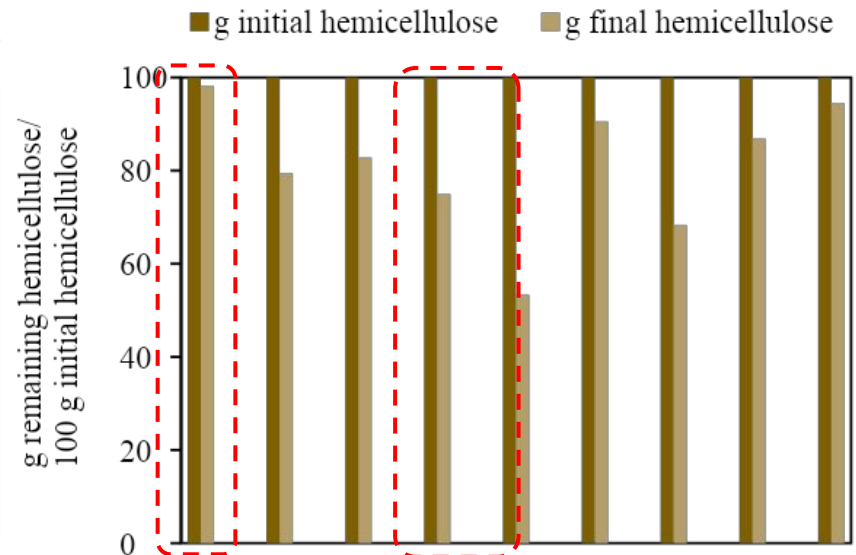 g initial hemicellulose g final hemicellulose
g remaining hemicellulose/
100 g initial hemicellulose
100
80
60
40
20
0